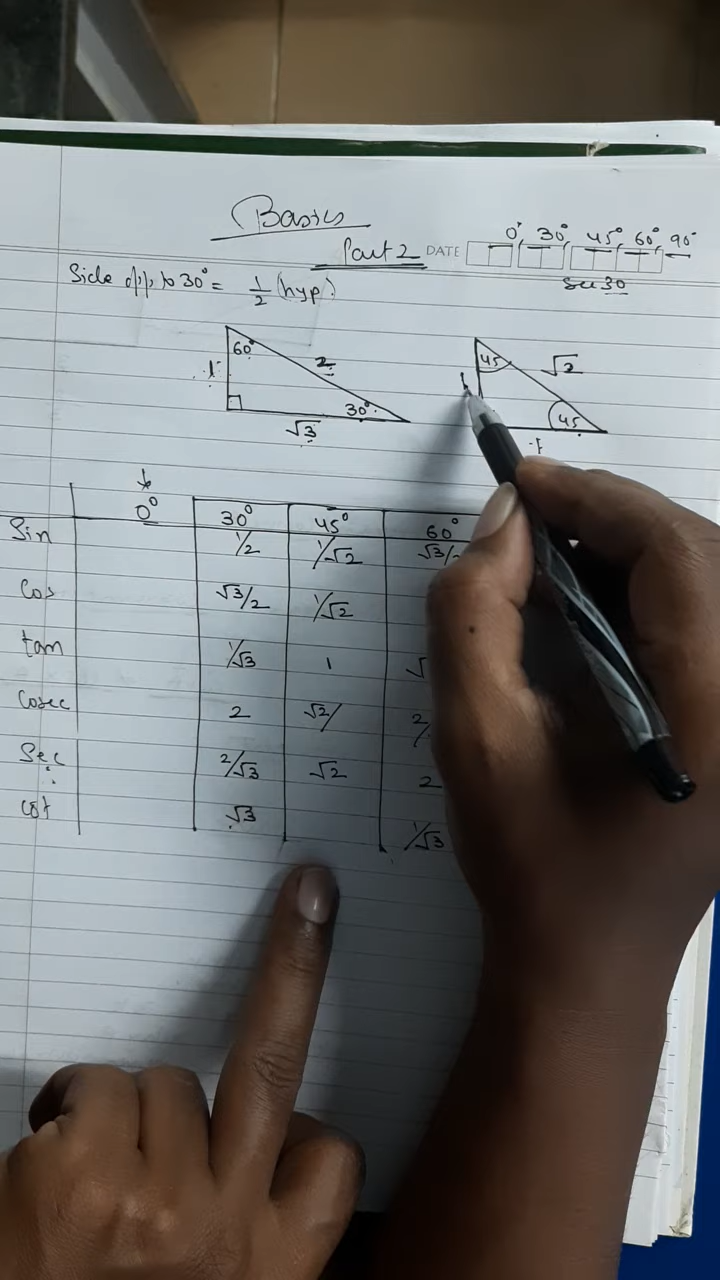 Basics
Part 2 DATE 0°, 30°, 45°, 60°, 90°
Side opp. to 30° = 1/2 (hyp)
60° 2 45 √2
1 1
30° 45
√3 1
0° 30° 45° 60°
Sin 1/2 1/√2 √3/
Cos √3/2 1/√2
tan 1/√3 1 √
Cosec 2 √2/ 2/
Sec 2/√3 √2 2
cot √3 1/√3